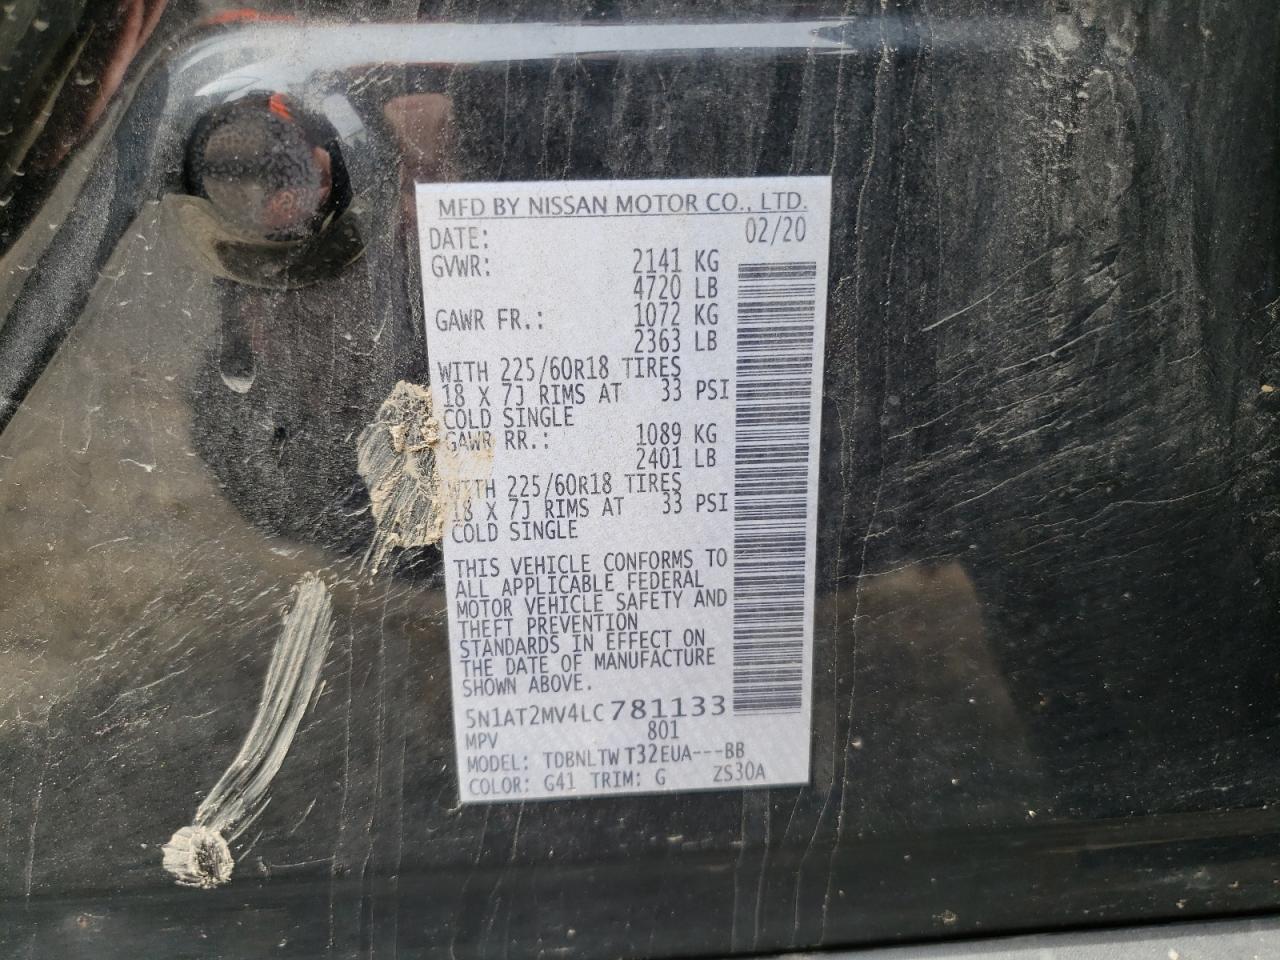 MFD BY NISSAN MOTOR CO., LTD.
DATE: 02/20
GVWR: 2141 KG
4720 LB
GAWR FR.: 1072 KG
2363 LB
WITH 225/60R18 TIRES
18 X 7J RIMS AT 33 PSI
COLD SINGLE
GAWR RR.: 1089 KG
2401 LB
WITH 225/60R18 TIRES
18 X 7J RIMS AT 33 PSI
COLD SINGLE
THIS VEHICLE CONFORMS TO
ALL APPLICABLE FEDERAL
MOTOR VEHICLE SAFETY AND
THEFT PREVENTION
STANDARDS IN EFFECT ON
THE DATE OF MANUFACTURE
SHOWN ABOVE.
5N1AT2MV4LC781133
MPV 801
MODEL: TDBNLTWT32EUA---BB
COLOR: G41 TRIM: G ZS30A